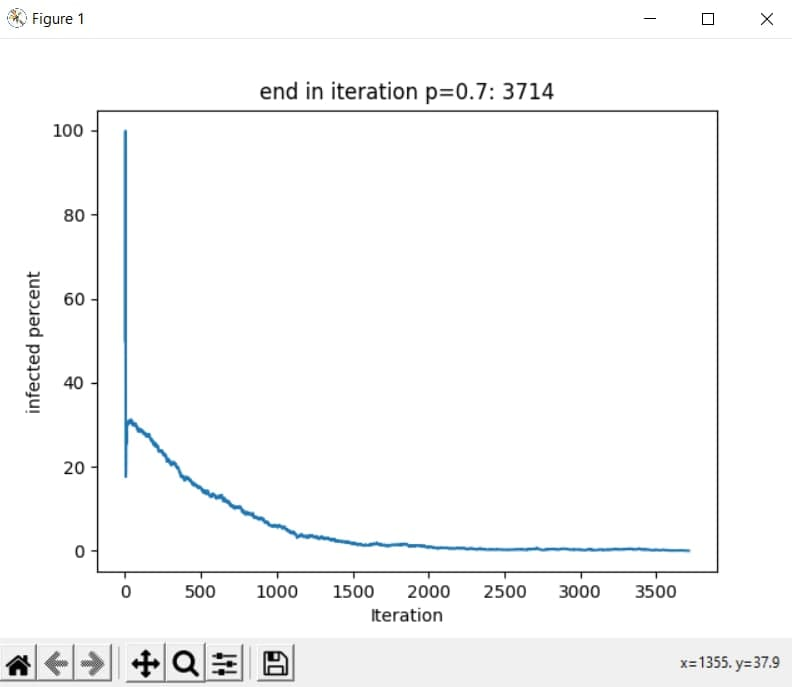 Figure 1
end in iteration p=0.7: 3714
100
80
60
40
20
0
infected percent
0 500 1000 1500 2000 2500 3000 3500
Iteration
x=1355. y=37.9